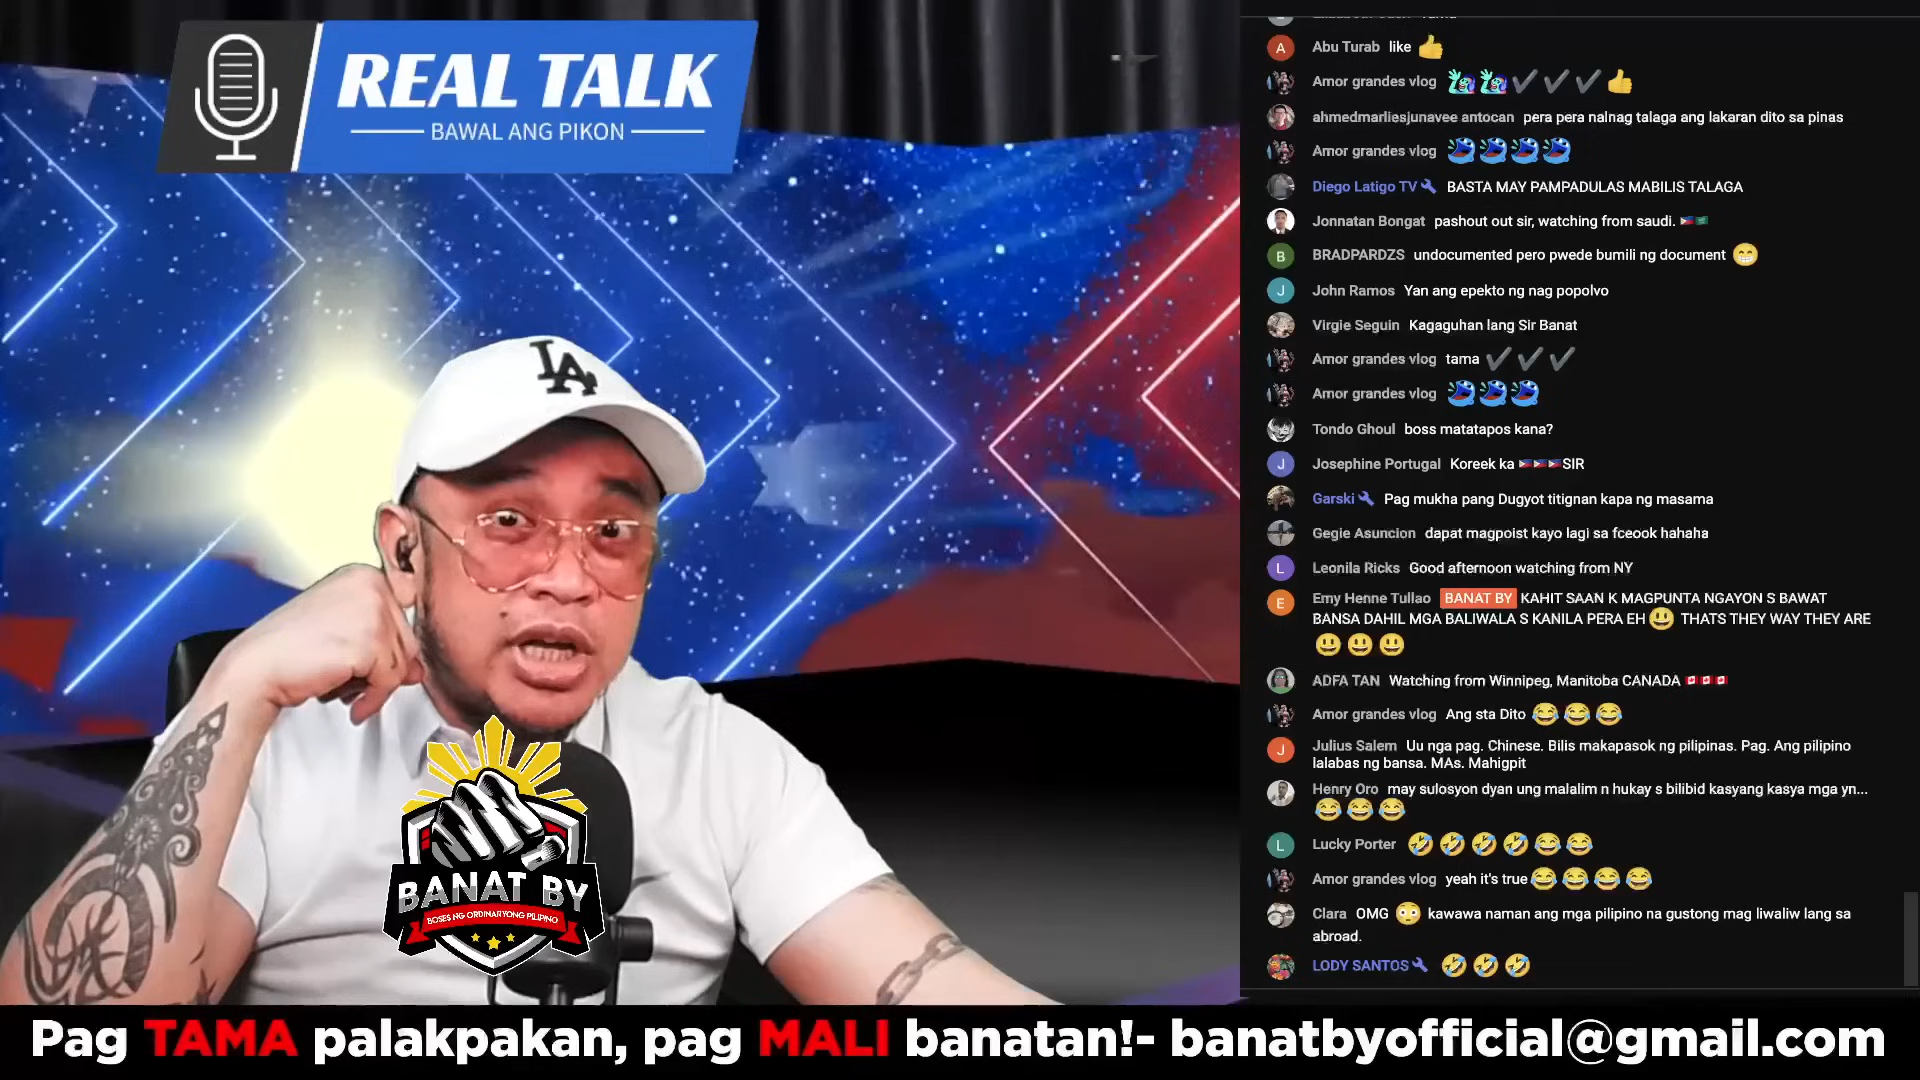 REAL TALK
BAWAL ANG PIKON
LA
BANAT BY
BOSES NG ORDINARYONG PILIPINO
Abu Turab like 👍
Amor grandes vlog ✔✔✔👍
ahmedmarliesjunavee antocan pera pera nalnag talaga ang lakaran dito sa pinas
Amor grandes vlog
Diego Latigo TV BASTA MAY PAMPADULAS MABILIS TALAGA
Jonnatan Bongat pashout out sir, watching from saudi. 🇵🇭🇸🇦
BRADPARDZS undocumented pero pwede bumili ng document 😁
John Ramos Yan ang epekto ng nag popolvo
Virgie Seguin Kagaguhan lang Sir Banat
Amor grandes vlog tama ✔✔✔
Amor grandes vlog
Tondo Ghoul boss matatapos kana?
Josephine Portugal Koreek ka 🇵🇭🇵🇭🇵🇭SIR
Garski Pag mukha pang Dugyot titignan kapa ng masama
Gegie Asuncion dapat magpoist kayo lagi sa fceook hahaha
Leonila Ricks Good afternoon watching from NY
Emy Henne Tullao BANAT BY KAHIT SAAN K MAGPUNTA NGAYON S BAWAT
BANSA DAHIL MGA BALIWALA S KANILA PERA EH😃 THATS THEY WAY THEY ARE
😃😃😃
ADFA TAN Watching from Winnipeg, Manitoba CANADA 🇨🇦🇨🇦🇨🇦
Amor grandes vlog Ang sta Dito 😂😂😂
Julius Salem Uu nga pag. Chinese. Bilis makapasok ng pilipinas. Pag. Ang pilipino
lalabas ng bansa. MAs. Mahigpit
Henry Oro may sulosyon dyan ung malalim n hukay s bilibid kasyang kasya mga yn...
😂😂😂
Lucky Porter 🤣🤣🤣🤣😂😂
Amor grandes vlog yeah it's true😂😂😂😂
Clara OMG 😳 kawawa naman ang mga pilipino na gustong mag liwaliw lang sa
abroad.
LODY SANTOS 🤣🤣🤣
Pag TAMA palakpakan, pag MALI banatan!- banatbyofficial@gmail.com